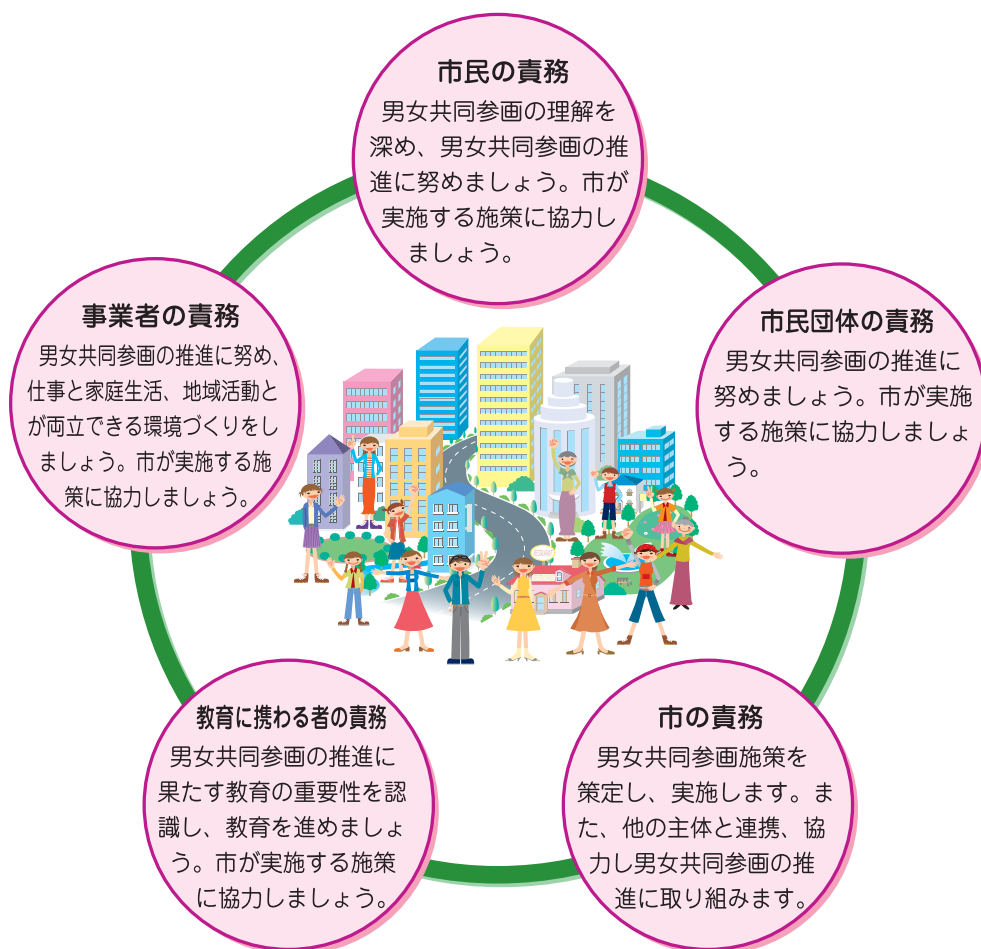 市民の責務
男女共同参画の理解を
深め、男女共同参画の推
進に努めましょう。市が
実施する施策に協力し
ましょう。
市民団体の責務
男女共同参画の推進に
努めましょう。市が実施
する施策に協力しましょ
う。
市の責務
男女共同参画施策を
策定し、実施します。ま
た、他の主体と連携、協
力し男女共同参画の推
進に取り組みます。
教育に携わる者の責務
男女共同参画の推進に
果たす教育の重要性を認
識し、教育を進めましょ
う。市が実施する施策
に協力しましょう。
事業者の責務
男女共同参画の推進に努め、
仕事と家庭生活、地域活動と
が両立できる環境づくりをし
ましょう。市が実施する施
策に協力しましょう。